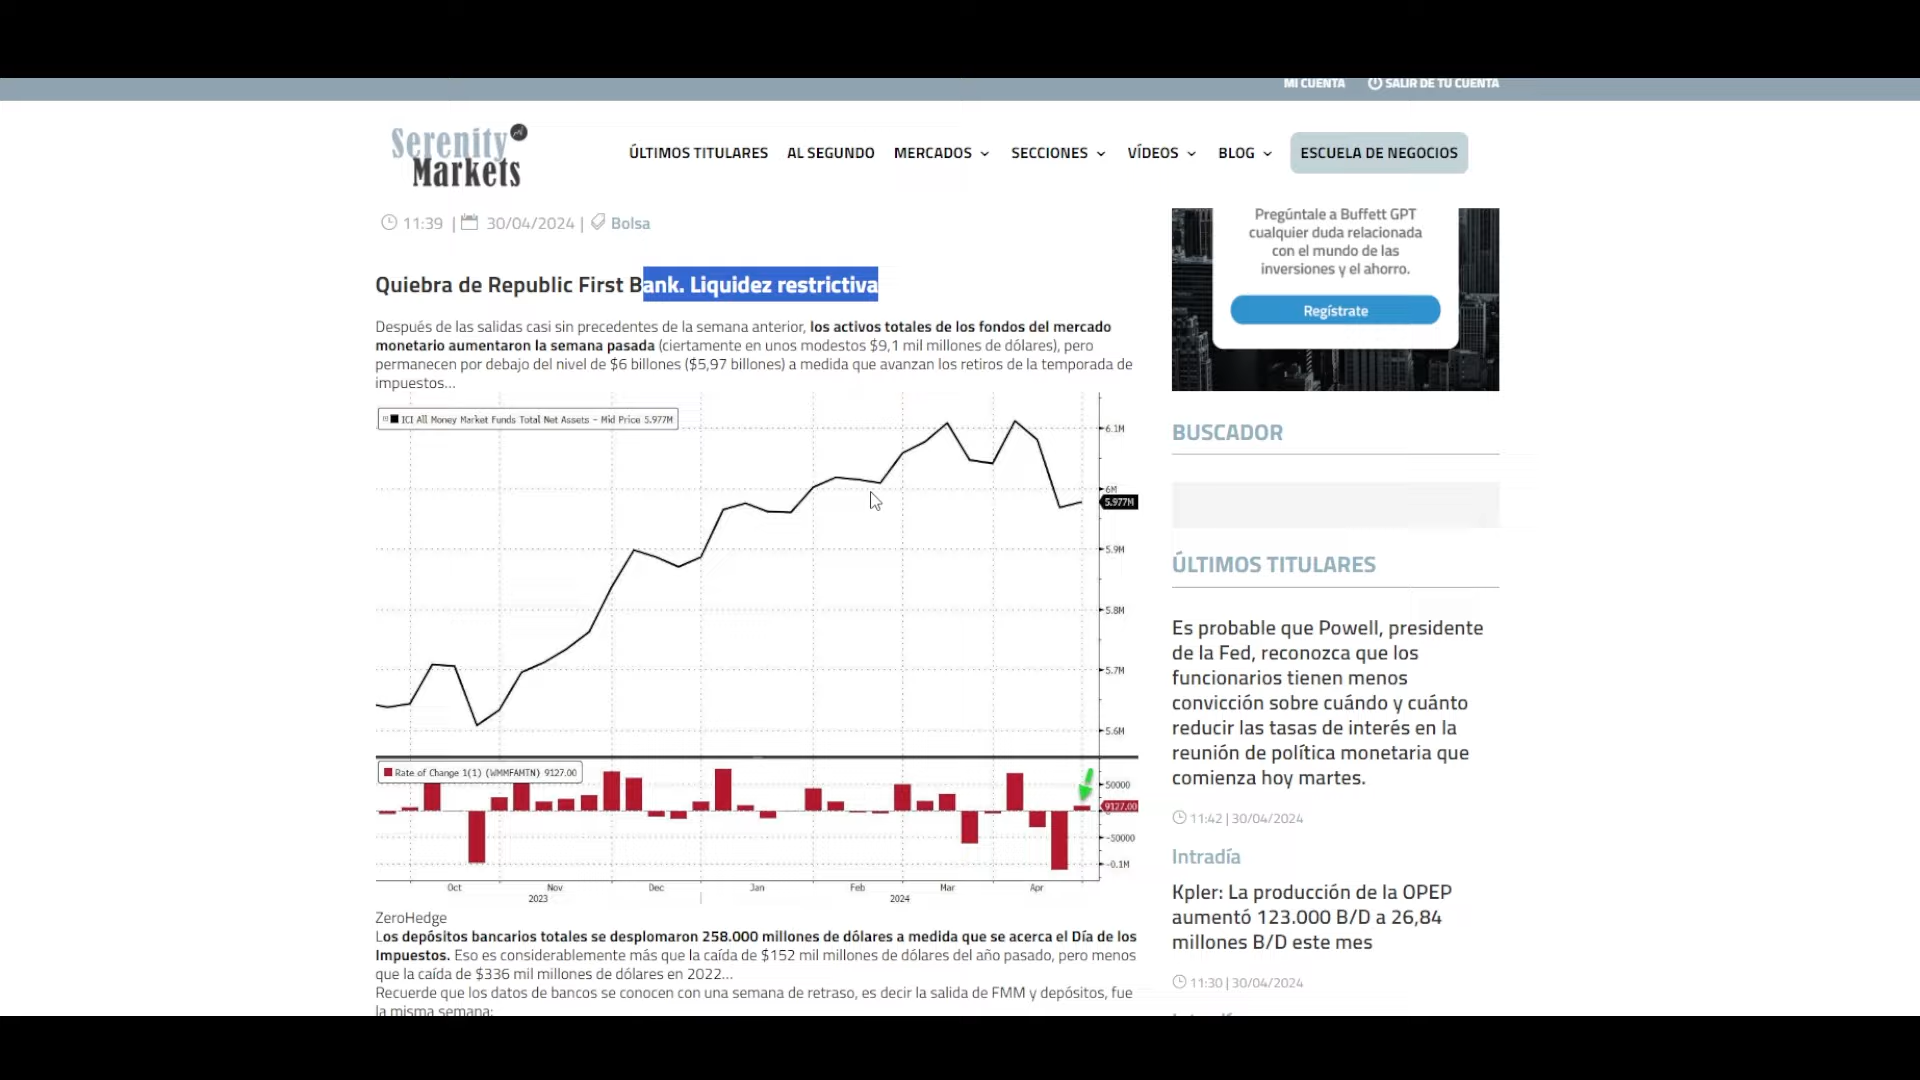 MI CUENTA SALIR DE TU CUENTA
Serenity
Markets
ÚLTIMOS TITULARES AL SEGUNDO MERCADOS SECCIONES VÍDEOS BLOG ESCUELA DE NEGOCIOS
11:39 | 30/04/2024 | Bolsa
Quiebra de Republic First Bank. Liquidez restrictiva
Después de las salidas casi sin precedentes de la semana anterior, los activos totales de los fondos del mercado
monetario aumentaron la semana pasada (ciertamente en unos modestos $9,1 mil millones de dólares), pero
permanecen por debajo del nivel de $6 billones ($5,97 billones) a medida que avanzan los retiros de la temporada de
impuestos...
ICI All Money Market Funds Total Net Assets - Mid Price 5.977M
6.1M
6M
5.977M
5.9M
5.8M
5.7M
5.6M
Rate of Change 1(1) (WMMFAMTN) 9127.00
50000
9127.00
0
-50000
-0.1M
Oct Nov Dec Jan Feb Mar Apr
2023 2024
ZeroHedge
Los depósitos bancarios totales se desplomaron 258.000 millones de dólares a medida que se acerca el Día de los
Impuestos. Eso es considerablemente más que la caída de $152 mil millones de dólares del año pasado, pero menos
que la caída de $336 mil millones de dólares en 2022...
Recuerde que los datos de bancos se conocen con una semana de retraso, es decir la salida de FMM y depósitos, fue
la misma semana:
Pregúntale a Buffett GPT
cualquier duda relacionada
con el mundo de las
inversiones y el ahorro.
Regístrate
BUSCADOR
ÚLTIMOS TITULARES
Es probable que Powell, presidente
de la Fed, reconozca que los
funcionarios tienen menos
convicción sobre cuándo y cuánto
reducir las tasas de interés en la
reunión de política monetaria que
comienza hoy martes.
11:42 | 30/04/2024
Intradía
Kpler: La producción de la OPEP
aumentó 123.000 B/D a 26,84
millones B/D este mes
11:30 | 30/04/2024